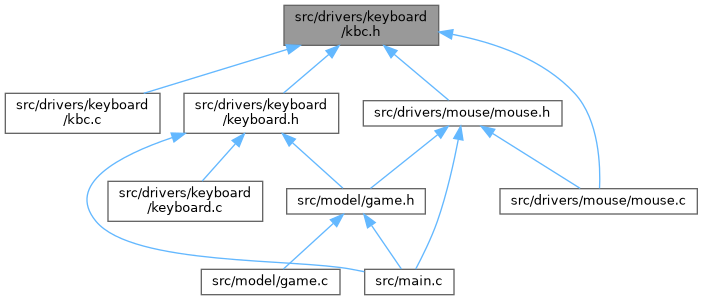 src/drivers/keyboard
/kbc.h
src/drivers/keyboard
/kbc.c
src/drivers/keyboard
/keyboard.h
src/drivers/mouse/mouse.h
src/drivers/keyboard
/keyboard.c
src/model/game.h
src/drivers/mouse/mouse.c
src/model/game.c
src/main.c